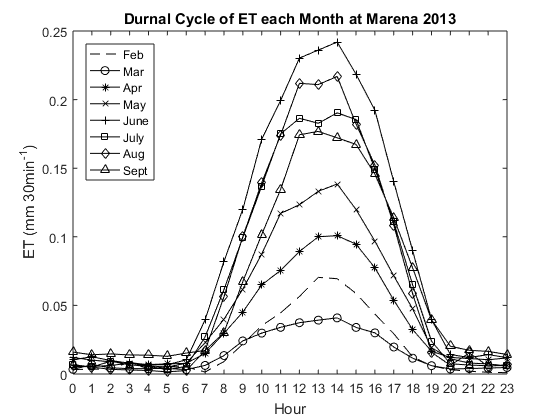 Durnal Cycle of ET each Month at Marena 2013
0.25
0.2
0.15
0.1
0.05
0
ET (mm 30min-1)
Feb
Mar
Apr
May
June
July
Aug
Sept
0 1 2 3 4 5 6 7 8 9 10 11 12 13 14 15 16 17 18 19 20 21 22 23
Hour